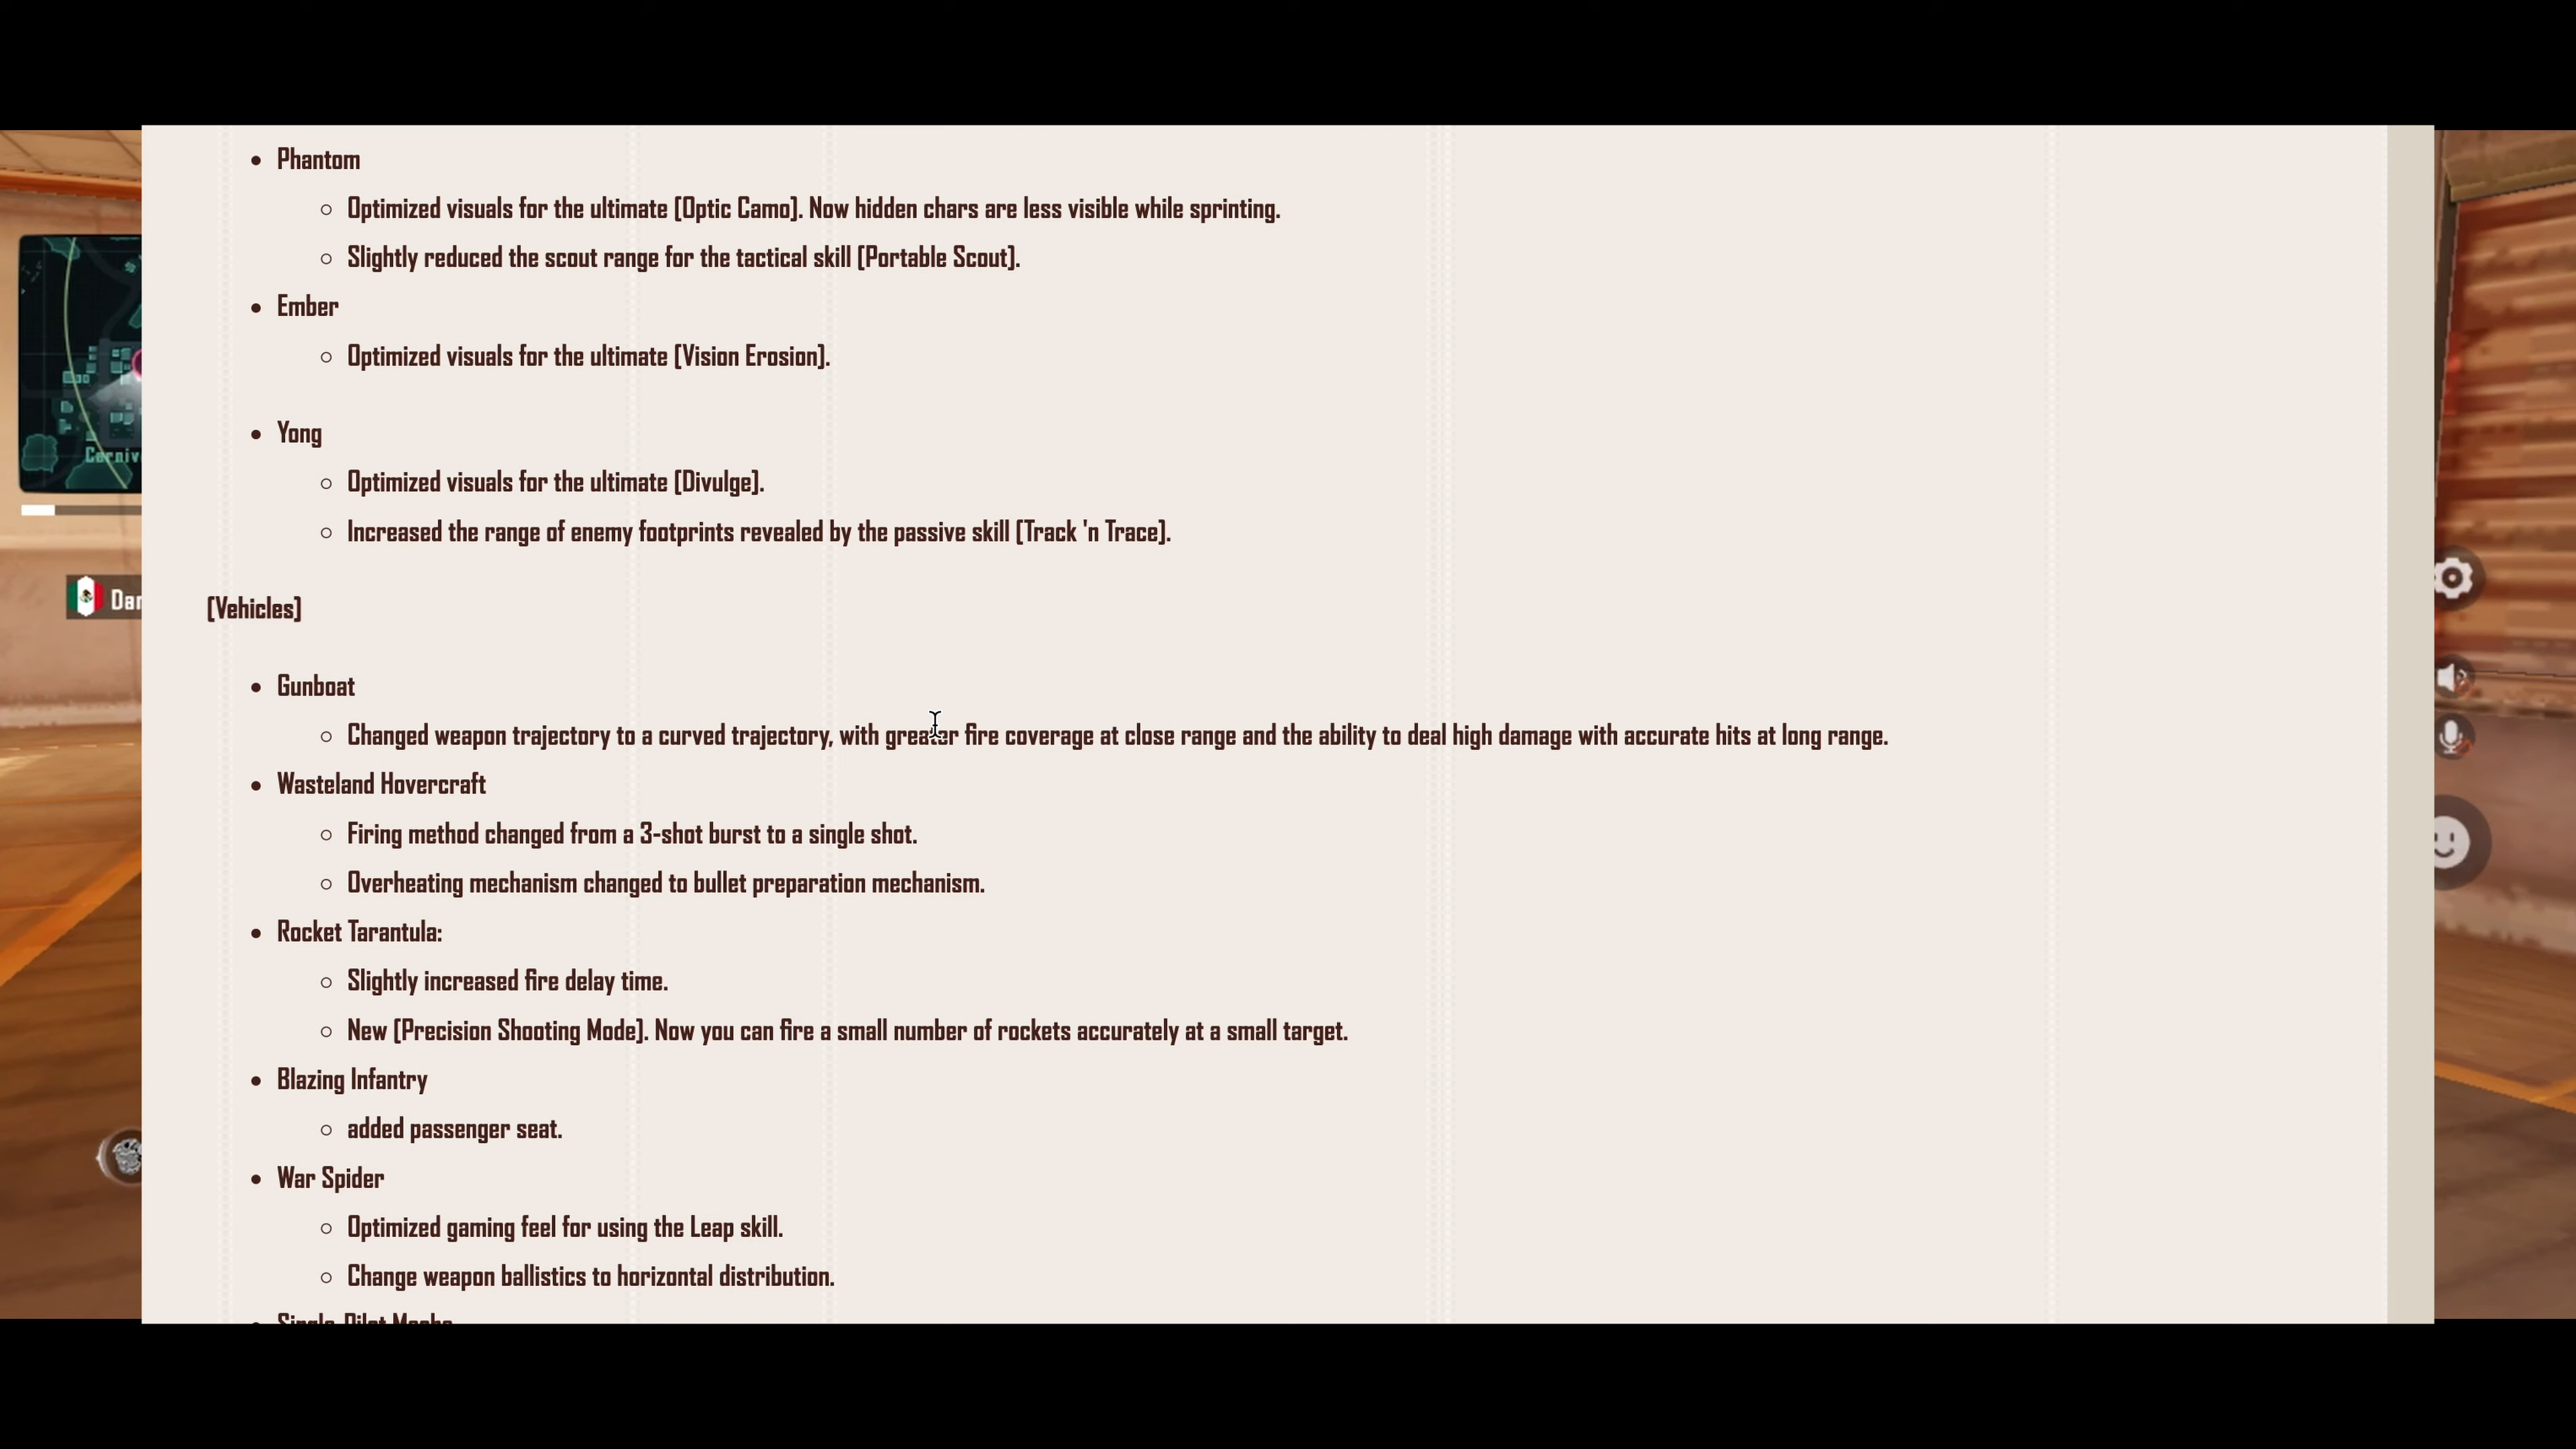 Phantom
Optimized visuals for the ultimate [Optic Camo]. Now hidden chars are less visible while sprinting.
Slightly reduced the scout range for the tactical skill [Portable Scout].
Ember
Optimized visuals for the ultimate [Vision Erosion].
Yong
Optimized visuals for the ultimate [Divulge].
Increased the range of enemy footprints revealed by the passive skill [Track 'n Trace].
Dar
[Vehicles]
Gunboat
Changed weapon trajectory to a curved trajectory, with greater fire coverage at close range and the ability to deal high damage with accurate hits at long range.
Wasteland Hovercraft
Firing method changed from a 3-shot burst to a single shot.
Overheating mechanism changed to bullet preparation mechanism.
Rocket Tarantula:
Slightly increased fire delay time.
New [Precision Shooting Mode]. Now you can fire a small number of rockets accurately at a small target.
Blazing Infantry
added passenger seat.
War Spider
Optimized gaming feel for using the Leap skill.
Change weapon ballistics to horizontal distribution.